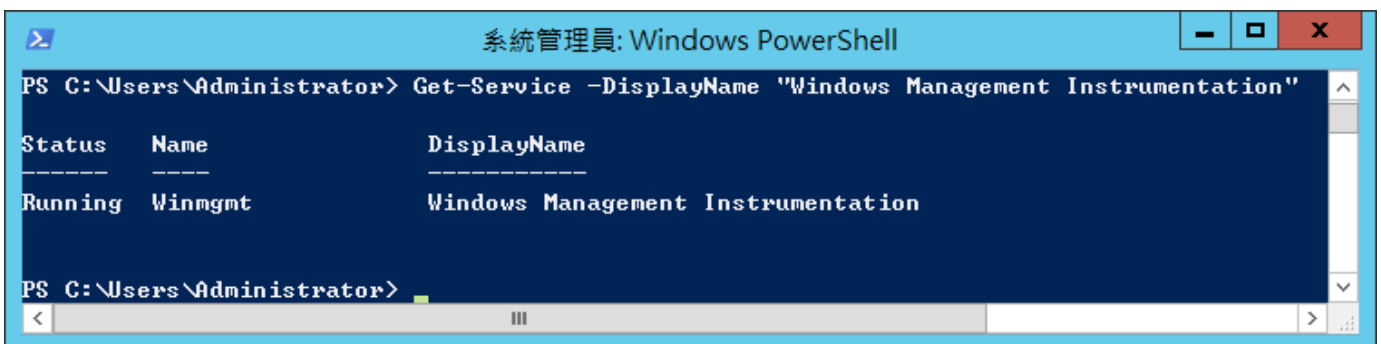 系統管理員: Windows PowerShell
PS C:\Users\Administrator> Get-Service -DisplayName "Windows Management Instrumentation"
Status   Name               DisplayName
------   ----               -----------
Running  Winmgmt            Windows Management Instrumentation
PS C:\Users\Administrator>